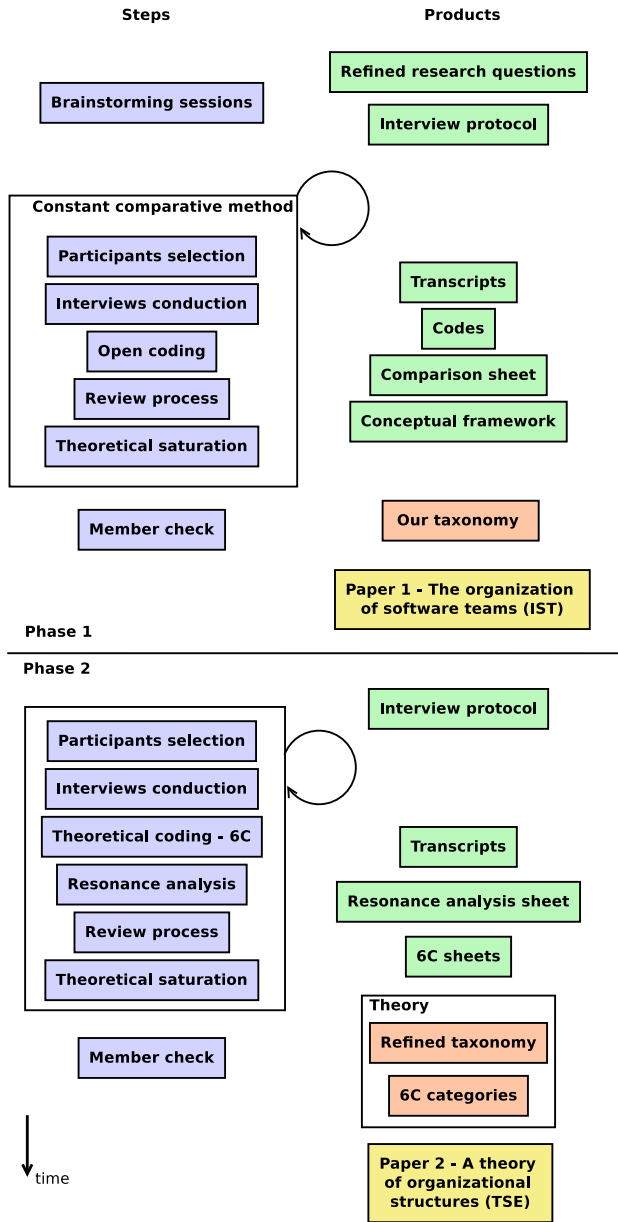 Steps
Products
Refined research questions
Brainstorming sessions
Interview protocol
Constant comparative method
Participants selection
Interviews conduction
Open coding
Review process
Theoretical saturation
Transcripts
Codes
Comparison sheet
Conceptual framework
Member check
Our taxonomy
Paper 1 - The organization
of software teams (IST)
Phase 1
Phase 2
Interview protocol
Participants selection
Interviews conduction
Theoretical coding - 6C
Resonance analysis
Review process
Theoretical saturation
Transcripts
Resonance analysis sheet
6C sheets
Theory
Refined taxonomy
6C categories
Member check
Paper 2 - A theory
of organizational
structures (TSE)
time